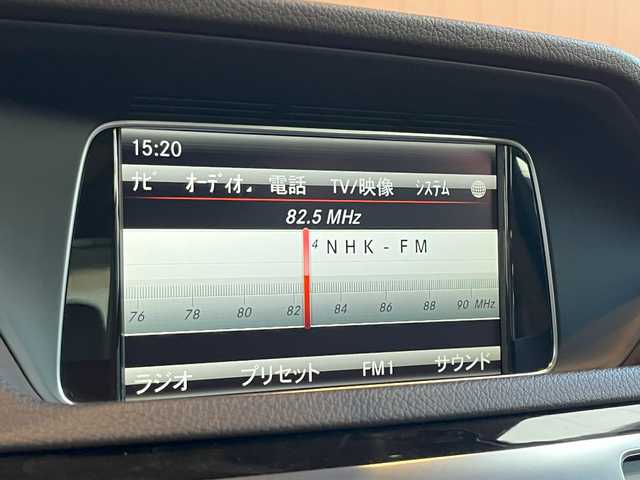 15:20
ナビ オーディオ 電話 TV/映像 システム
82.5 MHz
4 NHK-FM
76 78 80 82 84 86 88 90 MHz
ラジオ プリセット FM1 サウンド